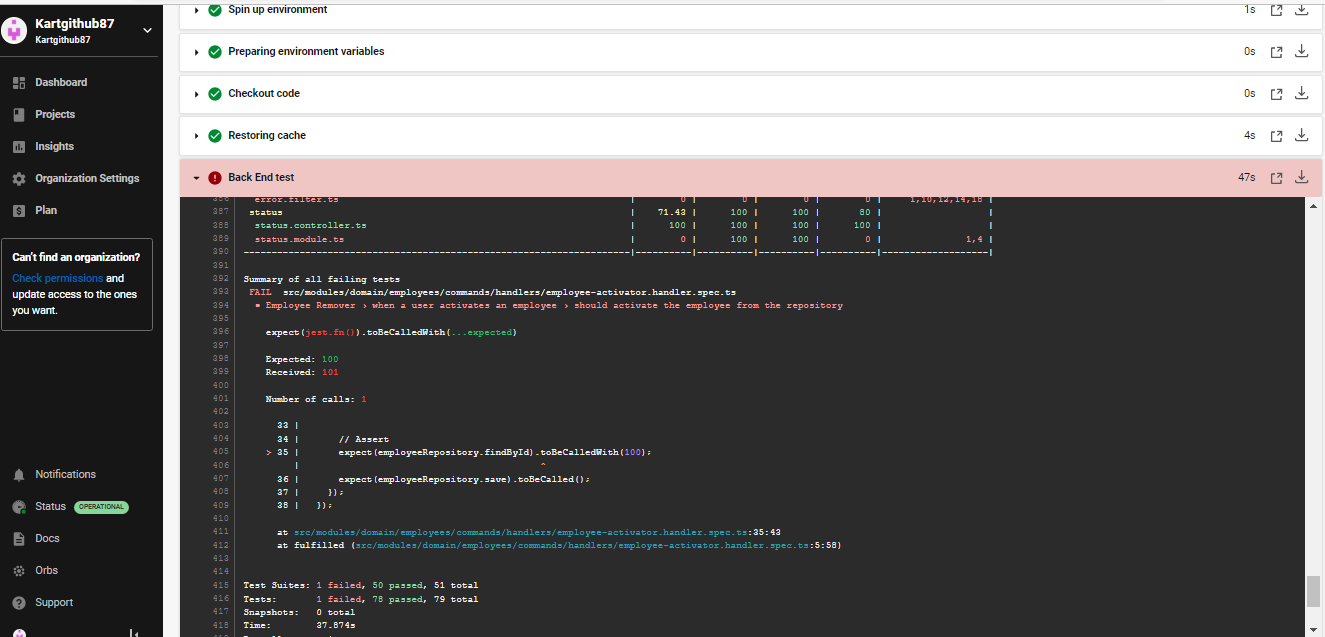 Kartgithub87
Kartgithub87
Dashboard
Projects
Insights
Organization Settings
Plan
Can't find an organization?
Check permissions and
update access to the ones
you want.
Notifications
Status OPERATIONAL
Docs
Orbs
Support
Spin up environment 1s
Preparing environment variables 0s
Checkout code 0s
Restoring cache 4s
Back End test 47s
386 error.filter.ts | 0 | 0 | 0 | 0 | 1,10,12,14,18 |
387 status | 71.43 | 100 | 100 | 80 | |
388 status.controller.ts | 100 | 100 | 100 | 100 | |
389 status.module.ts | 0 | 100 | 100 | 0 | 1,4 |
390 ----------------------------------------------------------------------|----------|----------|----------|----------|-------------------|
391
392 Summary of all failing tests
393 FAIL src/modules/domain/employees/commands/handlers/employee-activator.handler.spec.ts
394 ● Employee Remover › when a user activates an employee › should activate the employee from the repository
395
396 expect(jest.fn()).toBeCalledWith(...expected)
397
398 Expected: 100
399 Received: 101
400
401 Number of calls: 1
402
403 33 |
404 34 | // Assert
405 > 35 | expect(employeeRepository.findById).toBeCalledWith(100);
406 | ^
407 36 | expect(employeeRepository.save).toBeCalled();
408 37 | });
409 38 | });
410
411 at src/modules/domain/employees/commands/handlers/employee-activator.handler.spec.ts:35:43
412 at fulfilled (src/modules/domain/employees/commands/handlers/employee-activator.handler.spec.ts:5:58)
413
414
415 Test Suites: 1 failed, 50 passed, 51 total
416 Tests: 1 failed, 78 passed, 79 total
417 Snapshots: 0 total
418 Time: 37.874s